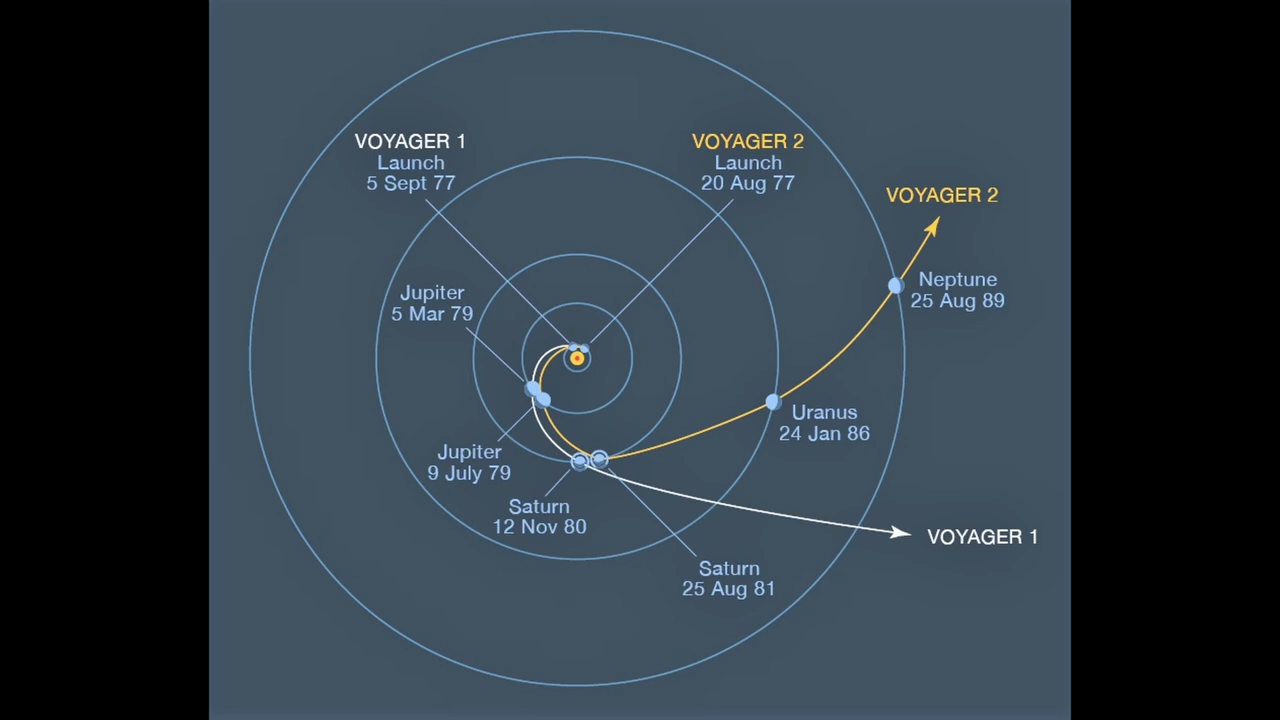 VOYAGER 1
Launch
5 Sept 77
VOYAGER 2
Launch
20 Aug 77
VOYAGER 2
Neptune
25 Aug 89
Jupiter
5 Mar 79
Uranus
24 Jan 86
Jupiter
9 July 79
Saturn
12 Nov 80
VOYAGER 1
Saturn
25 Aug 81